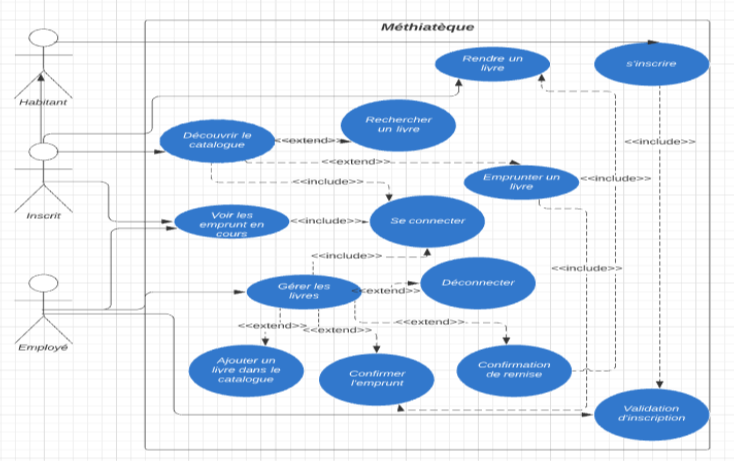 Méthiatèque
Rendre un
livre
s'inscrire
Habitant
Rechercher
un livre
Découvrir le
catalogue
<<extend>>
<<include>>
<<extend>>
<<include>>
Emprunter un
livre
<<include>>
Inscrit
Voir les
emprunt en
cours
<<include>>
Se connecter
<<include>>
<<include>>
Déconnecter
Gérer les
livres
<<extend>>
<<extend>>
<<extend>>
<<extend>>
Employé
Ajouter un
livre dans le
catalogue
Confirmer
l'emprunt
Confirmation
de remise
Validation
d'inscription